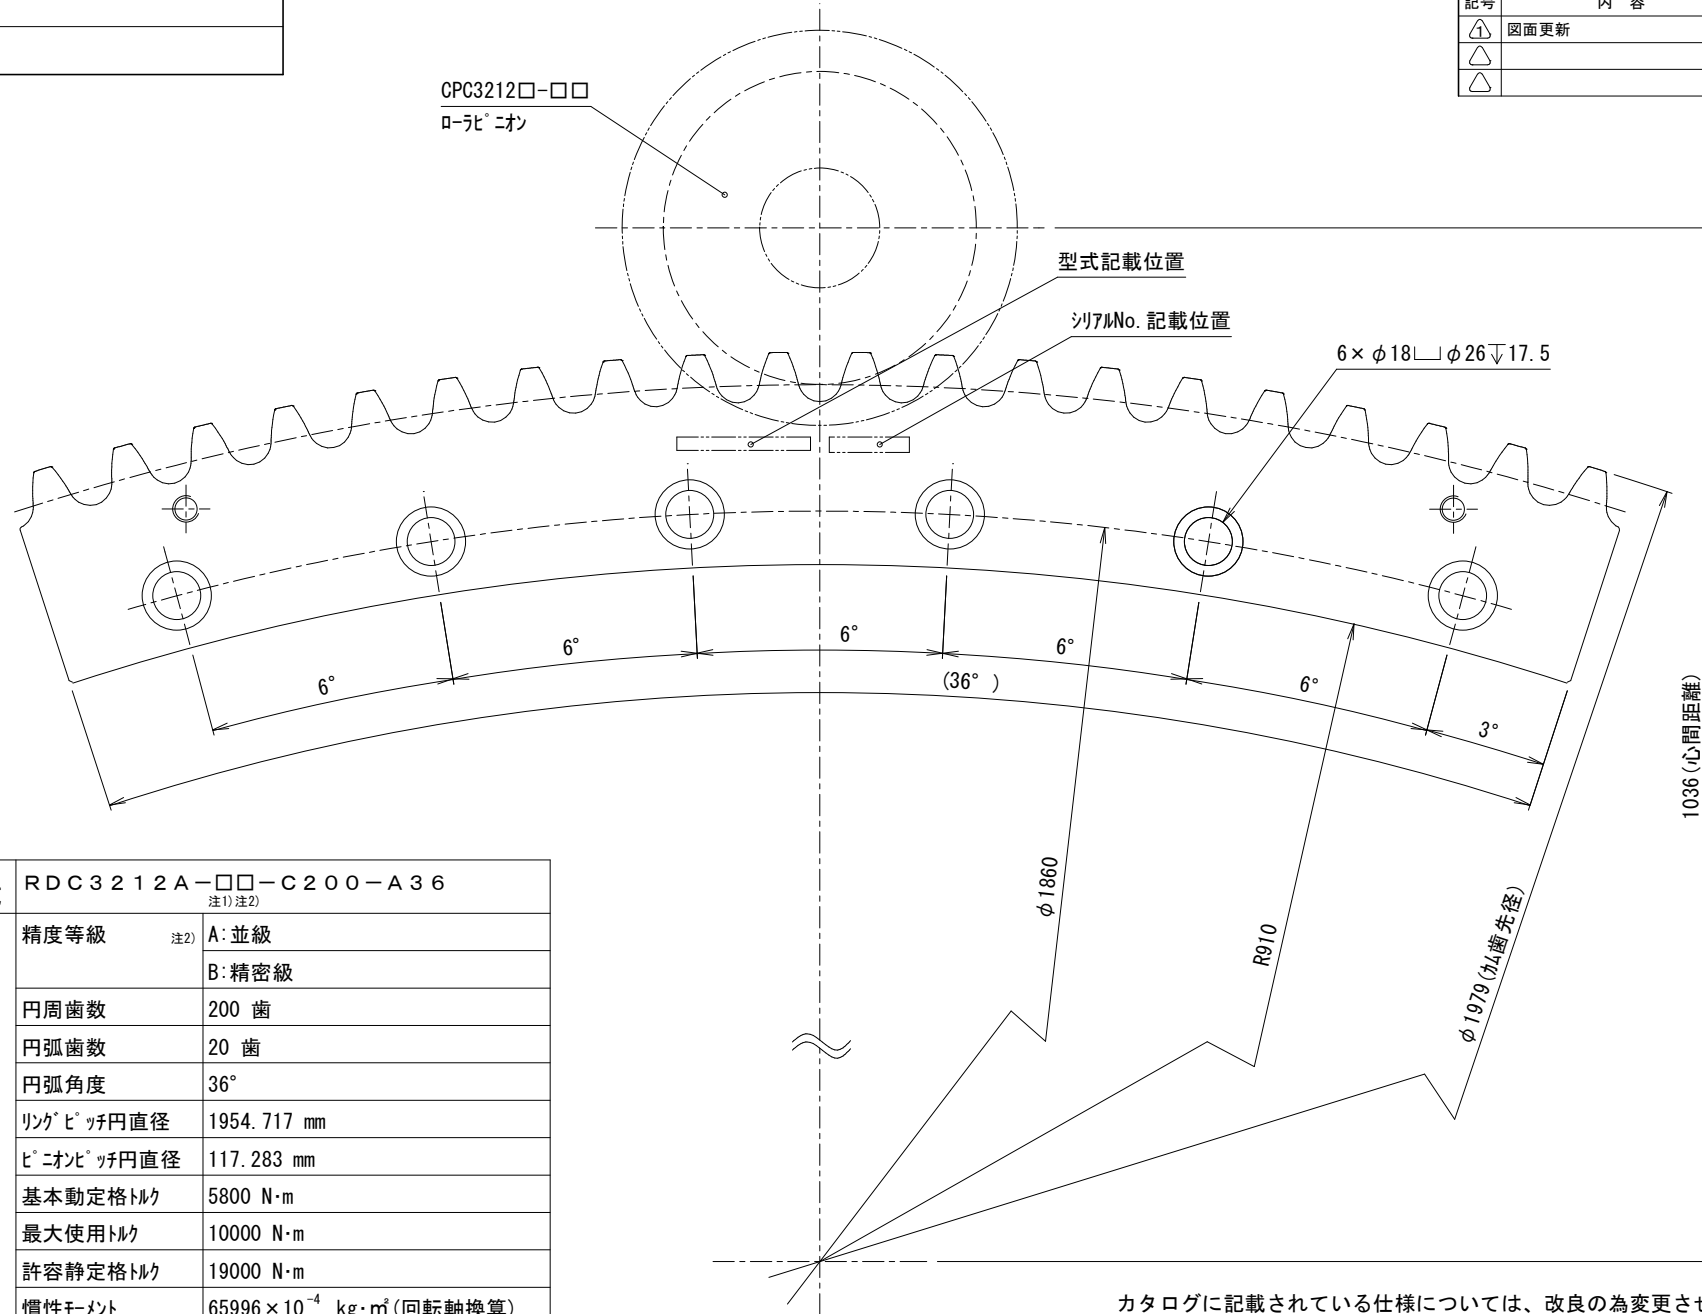 記号 内 容
1 図面更新
CPC3212□-□□
ﾛｰﾗﾋﾟﾆｵﾝ
型式記載位置
ｼﾘｱﾙNo.記載位置
6×φ18⌴φ26↧17.5
6°
6°
6°
6°
6°
3°
(36° )
φ1860
R910
φ1979(ｶﾑ歯先径)
1036(心間距離)
RDC3212A-□□-C200-A36
注1)注2)
精度等級 注2) A:並級
B:精密級
円周歯数 200 歯
円弧歯数 20 歯
円弧角度 36°
ﾘﾝｸﾞﾋﾟｯﾁ円直径 1954.717 mm
ﾋﾟﾆｵﾝﾋﾟｯﾁ円直径 117.283 mm
基本動定格ﾄﾙｸ 5800 N·m
最大使用ﾄﾙｸ 10000 N·m
許容静定格ﾄﾙｸ 19000 N·m
慣性ﾓｰﾒﾝﾄ 65996×10⁻⁴ kg·㎡(回転軸換算)
カタログに記載されている仕様については、改良の為変更さ